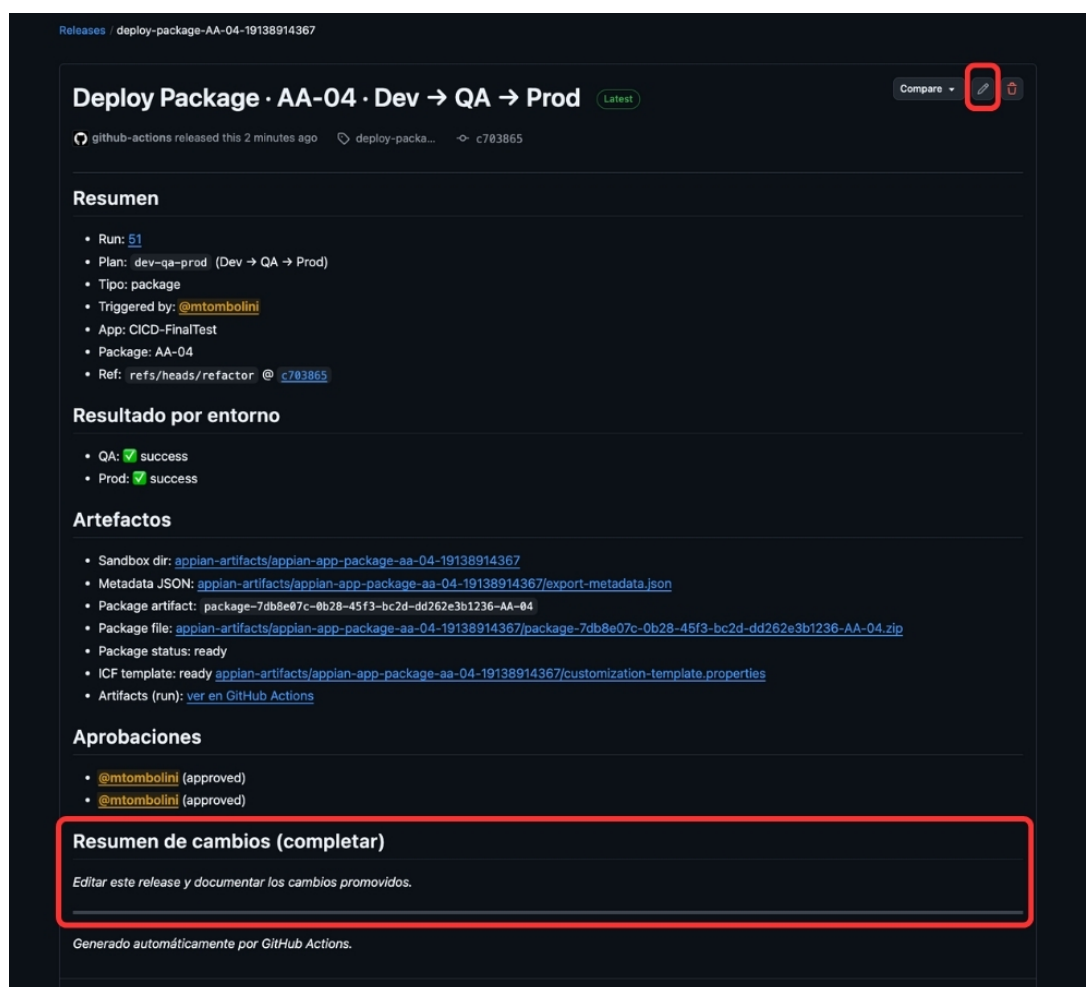 Releases / deploy-package-AA-04-19138914367
Deploy Package · AA-04 · Dev → QA → Prod Latest
Compare
github-actions released this 2 minutes ago deploy-packa... c703865
Resumen
• Run: 51
• Plan: dev-qa-prod (Dev → QA → Prod)
• Tipo: package
• Triggered by: @mtombolini
• App: CICD-FinalTest
• Package: AA-04
• Ref: refs/heads/refactor @ c703865
Resultado por entorno
• QA: ✅ success
• Prod: ✅ success
Artefactos
• Sandbox dir: appian-artifacts/appian-app-package-aa-04-19138914367
• Metadata JSON: appian-artifacts/appian-app-package-aa-04-19138914367/export-metadata.json
• Package artifact: package-7db8e07c-0b28-45f3-bc2d-dd262e3b1236-AA-04
• Package file: appian-artifacts/appian-app-package-aa-04-19138914367/package-7db8e07c-0b28-45f3-bc2d-dd262e3b1236-AA-04.zip
• Package status: ready
• ICF template: ready appian-artifacts/appian-app-package-aa-04-19138914367/customization-template.properties
• Artifacts (run): ver en GitHub Actions
Aprobaciones
• @mtombolini (approved)
• @mtombolini (approved)
Resumen de cambios (completar)
Editar este release y documentar los cambios promovidos.
Generado automáticamente por GitHub Actions.